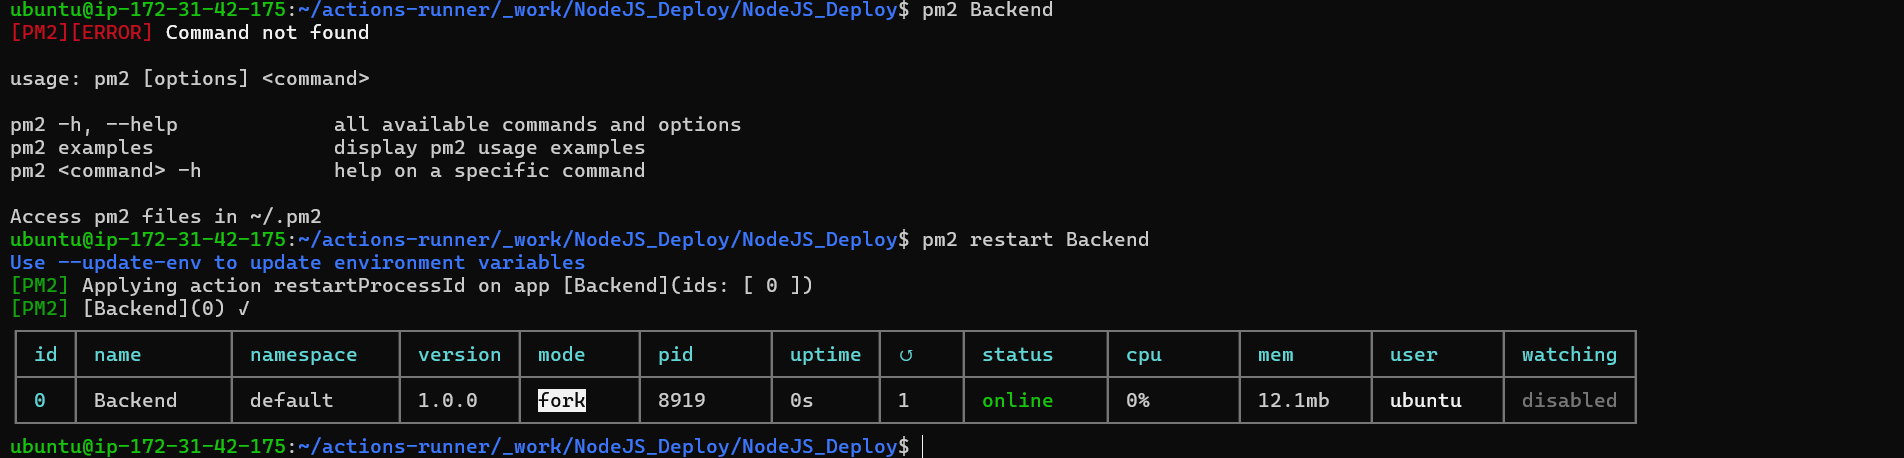 ubuntu@ip-172-31-42-175:~/actions-runner/_work/NodeJS_Deploy/NodeJS_Deploy$ pm2 Backend
[PM2][ERROR] Command not found
usage: pm2 [options] <command>
pm2 -h, --help             all available commands and options
pm2 examples               display pm2 usage examples
pm2 <command> -h           help on a specific command
Access pm2 files in ~/.pm2
ubuntu@ip-172-31-42-175:~/actions-runner/_work/NodeJS_Deploy/NodeJS_Deploy$ pm2 restart Backend
Use --update-env to update environment variables
[PM2] Applying action restartProcessId on app [Backend](ids: [ 0 ])
[PM2] [Backend](0) ✓
id name namespace version mode pid uptime ↺ status cpu mem user watching
0 Backend default 1.0.0 fork 8919 0s 1 online 0% 12.1mb ubuntu disabled
ubuntu@ip-172-31-42-175:~/actions-runner/_work/NodeJS_Deploy/NodeJS_Deploy$